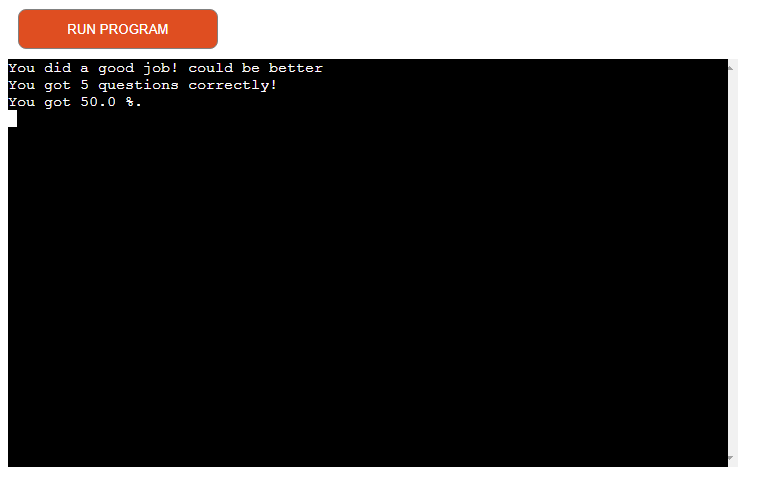 RUN PROGRAM
You did a good job! could be better
You got 5 questions correctly!
You got 50.0 %.